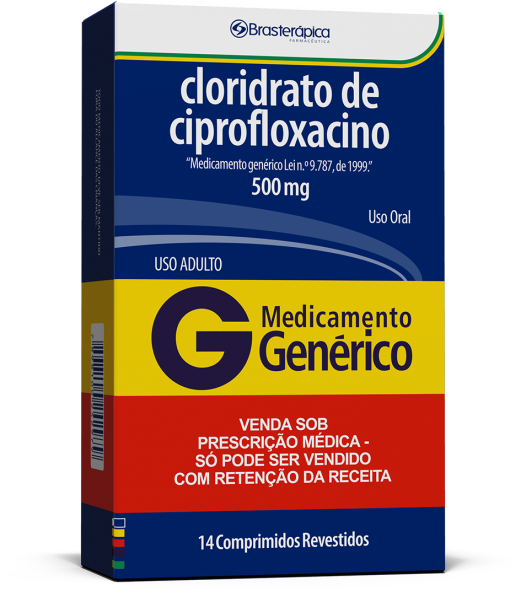 Brasterápica
FARMACÊUTICA
cloridrato de
ciprofloxacino
“Medicamento genérico Lei n.º 9.787, de 1999.”
500 mg
Uso Oral
USO ADULTO
G Medicamento
Genérico
VENDA SOB
PRESCRIÇÃO MÉDICA -
SÓ PODE SER VENDIDO
COM RETENÇÃO DA RECEITA
14 Comprimidos Revestidos